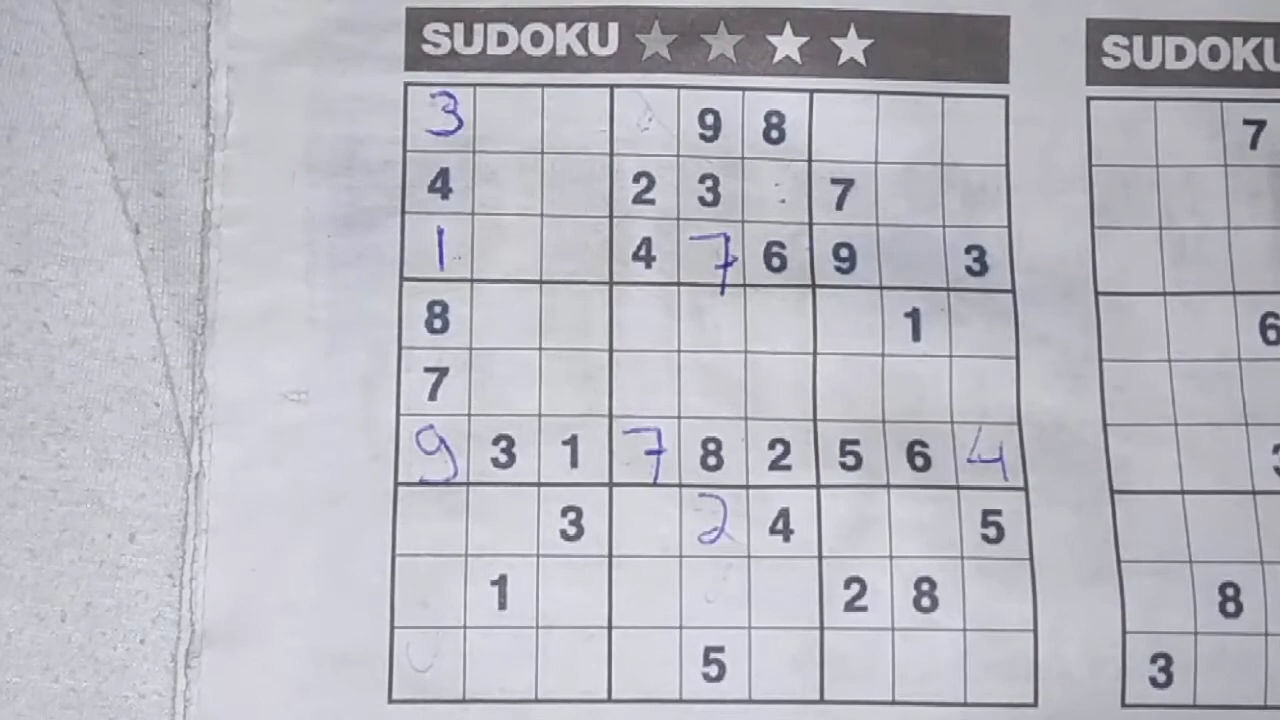 SUDOKU SUDOKU
3 9 8 7
4 2 3 7
1 4 7 6 9 3
8 1 6
7
9 3 1 7 8 2 5 6 4
3 2 4 5
1 2 8 8
5 3